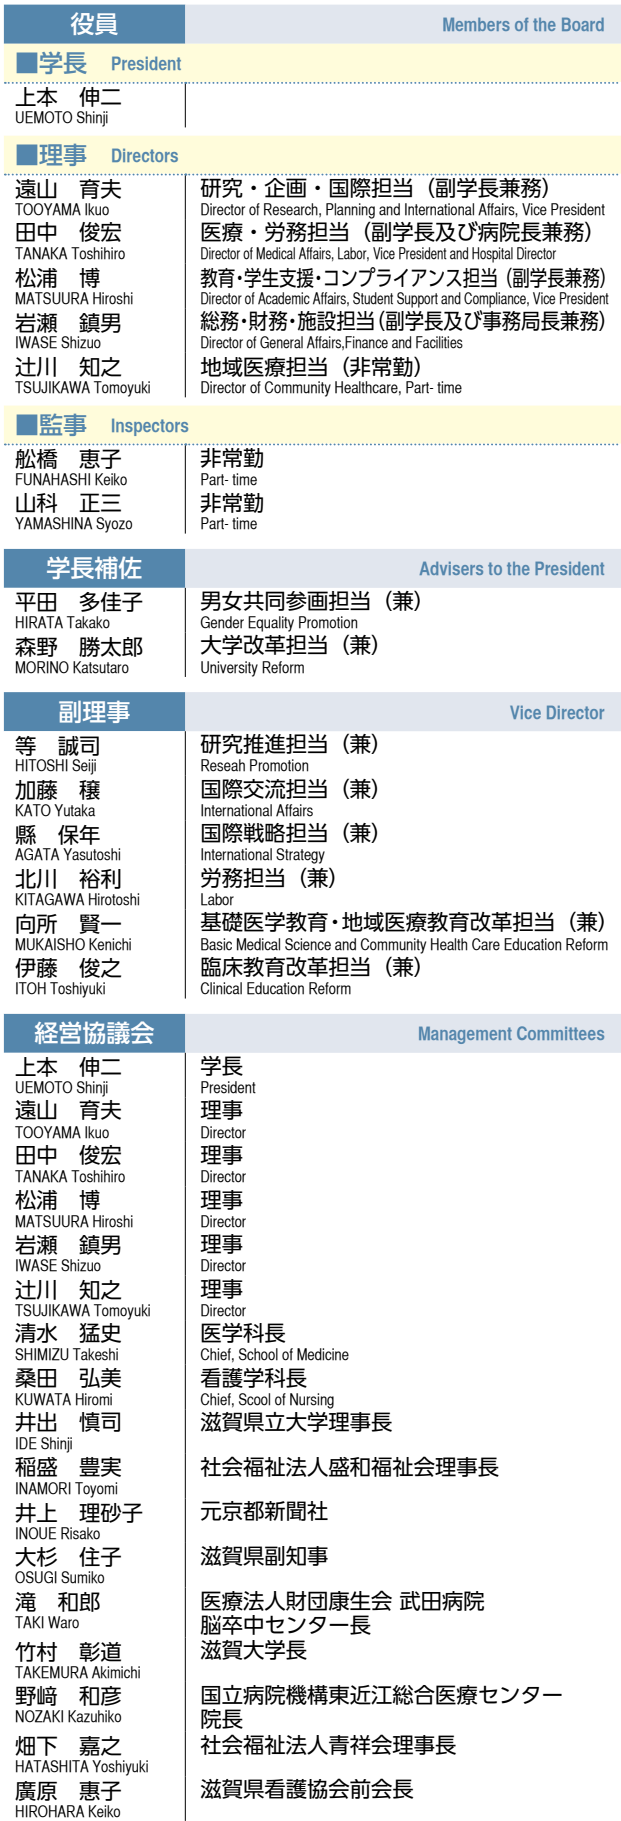 役員 Members of the Board
■学長 President
上本　伸二
UEMOTO Shinji
■理事 Directors
遠山　育夫 研究・企画・国際担当（副学長兼務）
TOOYAMA Ikuo Director of Research, Planning and International Affairs, Vice President
田中　俊宏 医療・労務担当（副学長及び病院長兼務）
TANAKA Toshihiro Director of Medical Affairs, Labor, Vice President and Hospital Director
松浦　博 教育・学生支援・コンプライアンス担当（副学長兼務）
MATSUURA Hiroshi Director of Academic Affairs, Student Support and Compliance, Vice President
岩瀬　鎮男 総務・財務・施設担当（副学長及び事務局長兼務）
IWASE Shizuo Director of General Affairs,Finance and Facilities
辻川　知之 地域医療担当（非常勤）
TSUJIKAWA Tomoyuki Director of Community Healthcare, Part- time
■監事 Inspectors
舩橋　恵子 非常勤
FUNAHASHI Keiko Part- time
山科　正三 非常勤
YAMASHINA Syozo Part- time
学長補佐 Advisers to the President
平田　多佳子 男女共同参画担当（兼）
HIRATA Takako Gender Equality Promotion
森野　勝太郎 大学改革担当（兼）
MORINO Katsutaro University Reform
副理事 Vice Director
等　誠司 研究推進担当（兼）
HITOSHI Seiji Reseah Promotion
加藤　穣 国際交流担当（兼）
KATO Yutaka International Affairs
縣　保年 国際戦略担当（兼）
AGATA Yasutoshi International Strategy
北川　裕利 労務担当（兼）
KITAGAWA Hirotoshi Labor
向所　賢一 基礎医学教育・地域医療教育改革担当（兼）
MUKAISHO Kenichi Basic Medical Science and Community Health Care Education Reform
伊藤　俊之 臨床教育改革担当（兼）
ITOH Toshiyuki Clinical Education Reform
経営協議会 Management Committees
上本　伸二 学長
UEMOTO Shinji President
遠山　育夫 理事
TOOYAMA Ikuo Director
田中　俊宏 理事
TANAKA Toshihiro Director
松浦　博 理事
MATSUURA Hiroshi Director
岩瀬　鎮男 理事
IWASE Shizuo Director
辻川　知之 理事
TSUJIKAWA Tomoyuki Director
清水　猛史 医学科長
SHIMIZU Takeshi Chief, School of Medicine
桑田　弘美 看護学科長
KUWATA Hiromi Chief, Scool of Nursing
井出　慎司 滋賀県立大学理事長
IDE Shinji
稲盛　豊実 社会福祉法人盛和福祉会理事長
INAMORI Toyomi
井上　理砂子 元京都新聞社
INOUE Risako
大杉　住子 滋賀県副知事
OSUGI Sumiko
滝　和郎 医療法人財団康生会 武田病院
TAKI Waro 脳卒中センター長
竹村　彰道 滋賀大学長
TAKEMURA Akimichi
野﨑　和彦 国立病院機構東近江総合医療センター
NOZAKI Kazuhiko 院長
畑下　嘉之 社会福祉法人青祥会理事長
HATASHITA Yoshiyuki
廣原　惠子 滋賀県看護協会前会長
HIROHARA Keiko